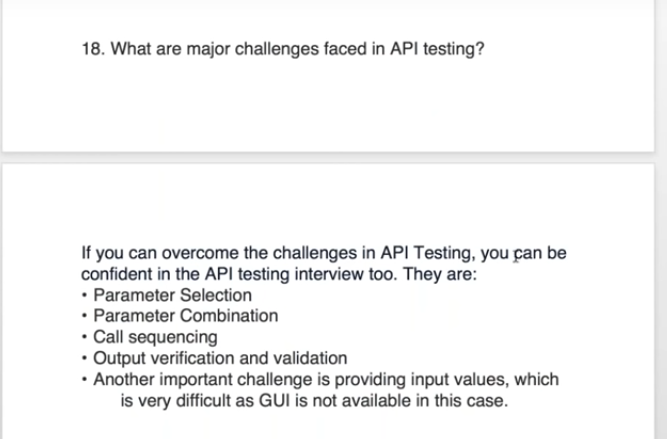 18. What are major challenges faced in API testing?
If you can overcome the challenges in API Testing, you can be
confident in the API testing interview too. They are:
• Parameter Selection
• Parameter Combination
• Call sequencing
• Output verification and validation
• Another important challenge is providing input values, which
is very difficult as GUI is not available in this case.